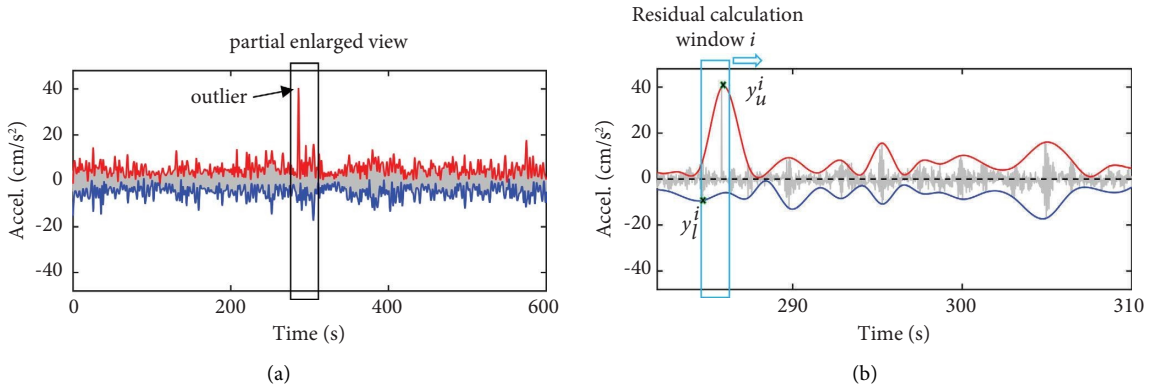 partial enlarged view
outlier
Accel. (cm/s²)
40
20
0
-20
-40
0
200
400
600
Time (s)
(a)
Residual calculation
window i
y_u^i
y_l^i
Accel. (cm/s²)
40
20
0
-20
-40
290
300
310
Time (s)
(b)